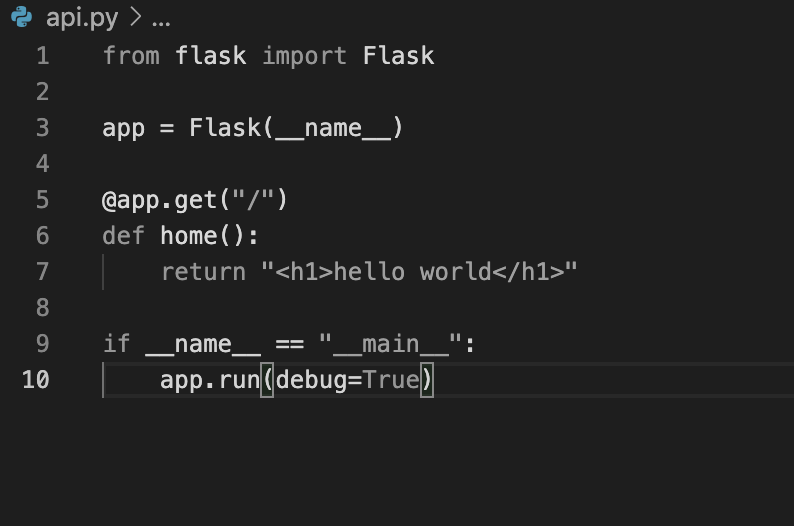 api.py > ...
1 from flask import Flask
2
3 app = Flask(__name__)
4
5 @app.get("/")
6 def home():
7     return "<h1>hello world</h1>"
8
9 if __name__ == "__main__":
10     app.run(debug=True)